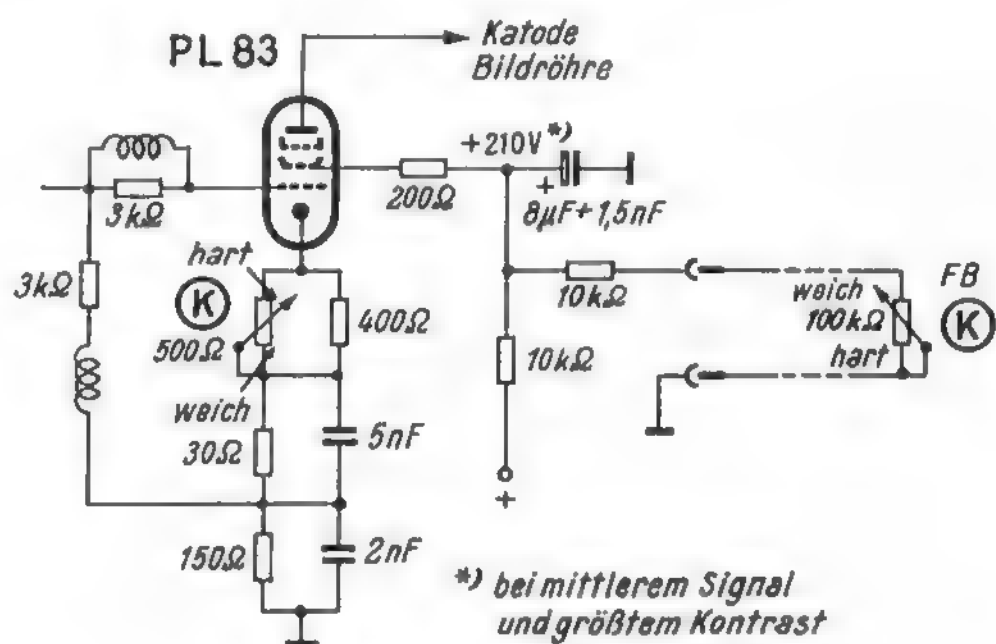 PL 83
Katode
Bildröhre
+210V *)
200Ω
+
8µF+1,5nF
3kΩ
hart
3kΩ
K
500Ω
400Ω
weich
10kΩ
weich
100kΩ
hart
FB
K
10kΩ
30Ω
5nF
+
150Ω
2nF
*) bei mittlerem Signal
und größtem Kontrast